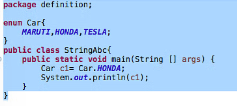 package definition;
enum Car{
MARUTI,HONDA,TESLA;
}
public class StringAbc{
public static void main(String [] args) {
Car c1= Car.HONDA;
System.out.println(c1);
}
}